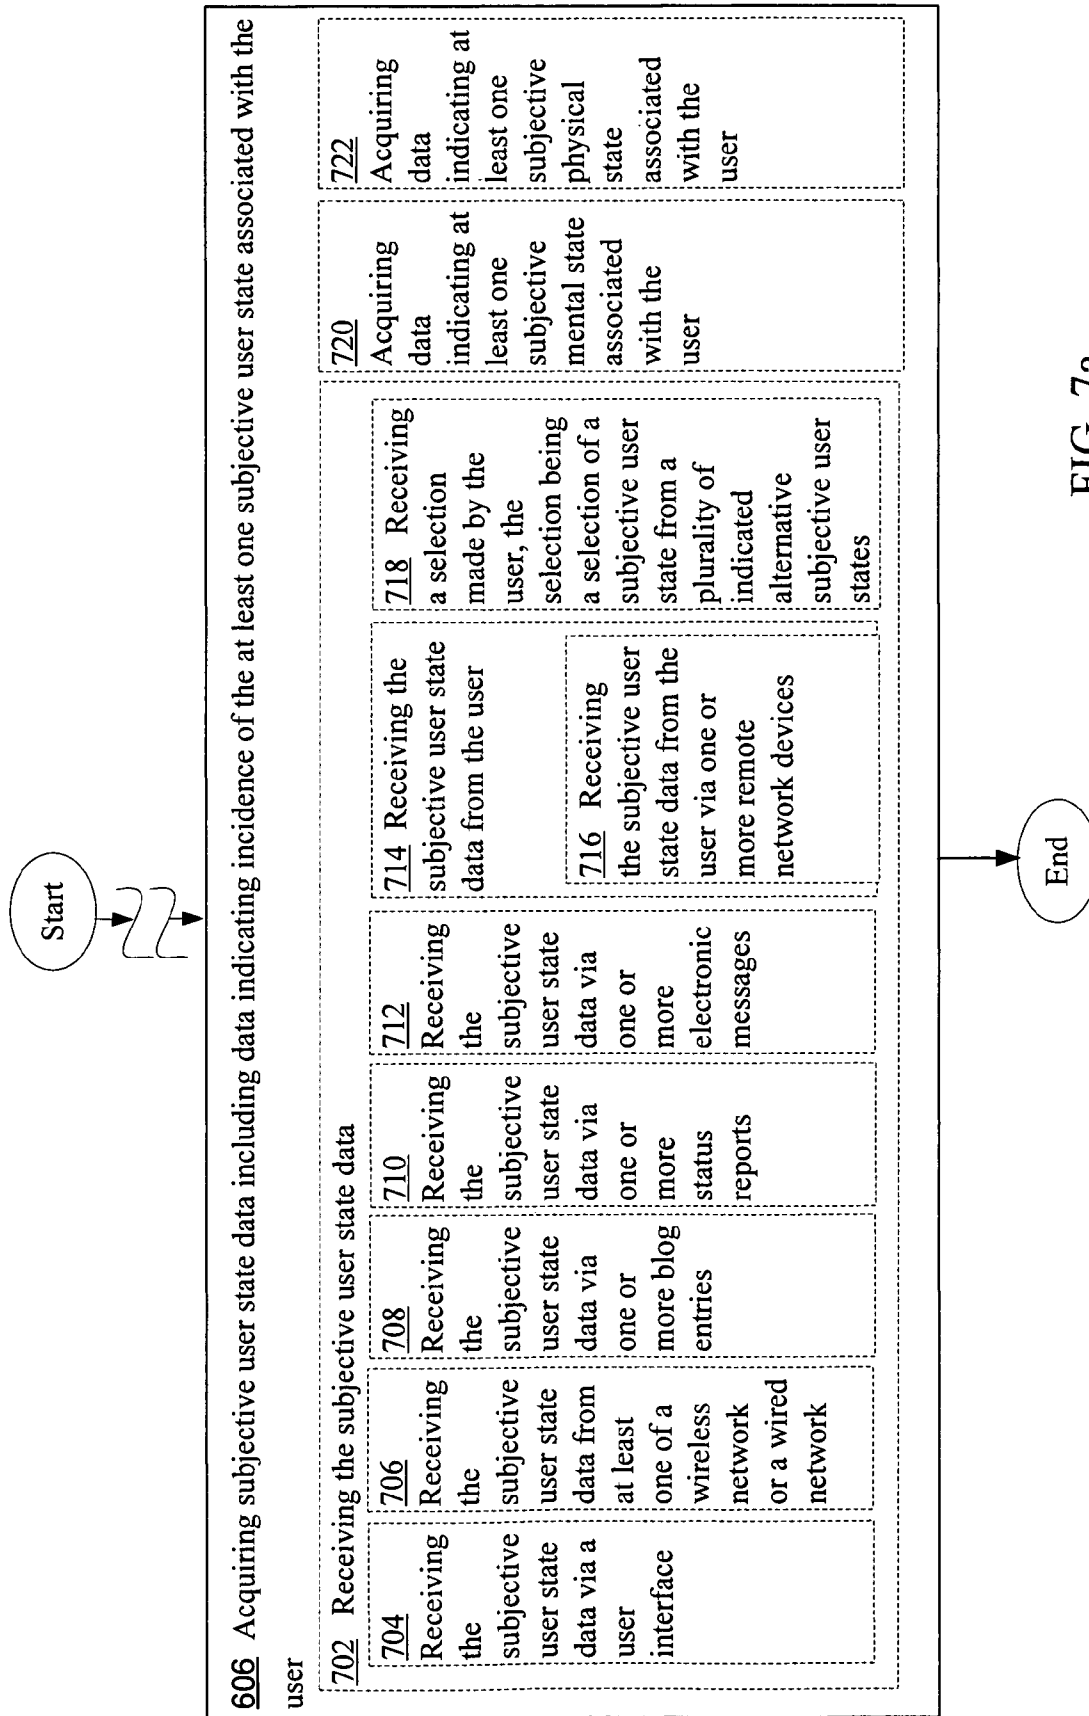 Start
606 Acquiring subjective user state data including data indicating incidence of the at least one subjective user state associated with the
user
702 Receiving the subjective user state data
704
Receiving
the
subjective
user state
data via a
user
interface
706
Receiving
the
subjective
user state
data from
at least
one of a
wireless
network
or a wired
network
708
Receiving
the
subjective
user state
data via
one or
more blog
entries
710
Receiving
the
subjective
user state
data via
one or
more
status
reports
712
Receiving
the
subjective
user state
data via
one or
more
electronic
messages
714 Receiving the
subjective user state
data from the user
716 Receiving
the subjective user
state data from the
user via one or
more remote
network devices
718 Receiving
a selection
made by the
user, the
selection being
a selection of a
subjective user
state from a
plurality of
indicated
alternative
subjective user
states
720
Acquiring
data
indicating at
least one
subjective
mental state
associated
with the
user
722
Acquiring
data
indicating at
least one
subjective
physical
state
associated
with the
user
End
FIG. 7a